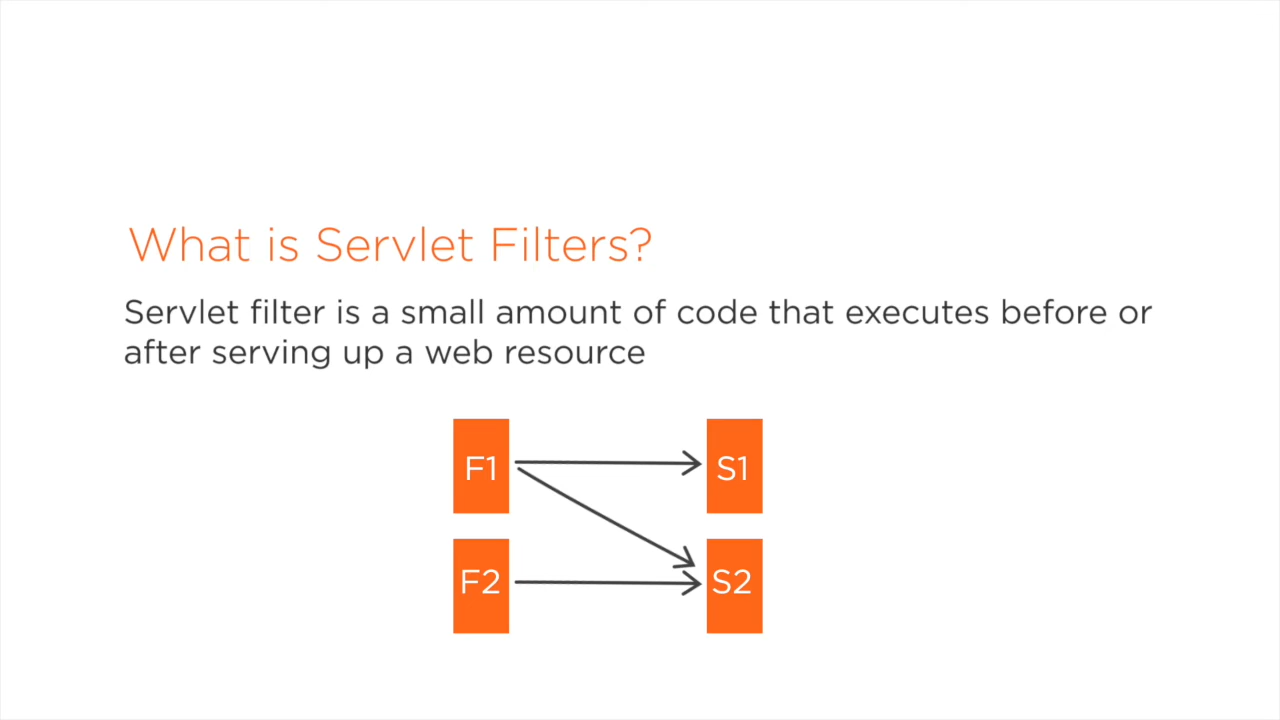 What is Servlet Filters?
Servlet filter is a small amount of code that executes before or
after serving up a web resource
F1
S1
F2
S2